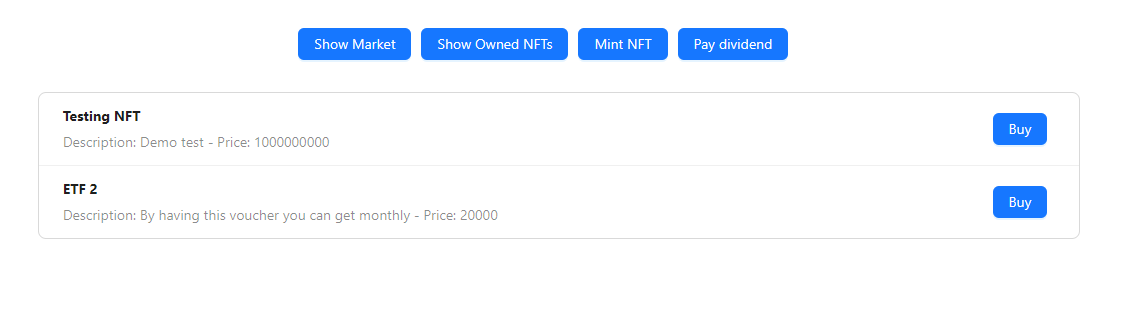 Show Market Show Owned NFTs Mint NFT Pay dividend
Testing NFT
Description: Demo test - Price: 1000000000
Buy
ETF 2
Description: By having this voucher you can get monthly - Price: 20000
Buy